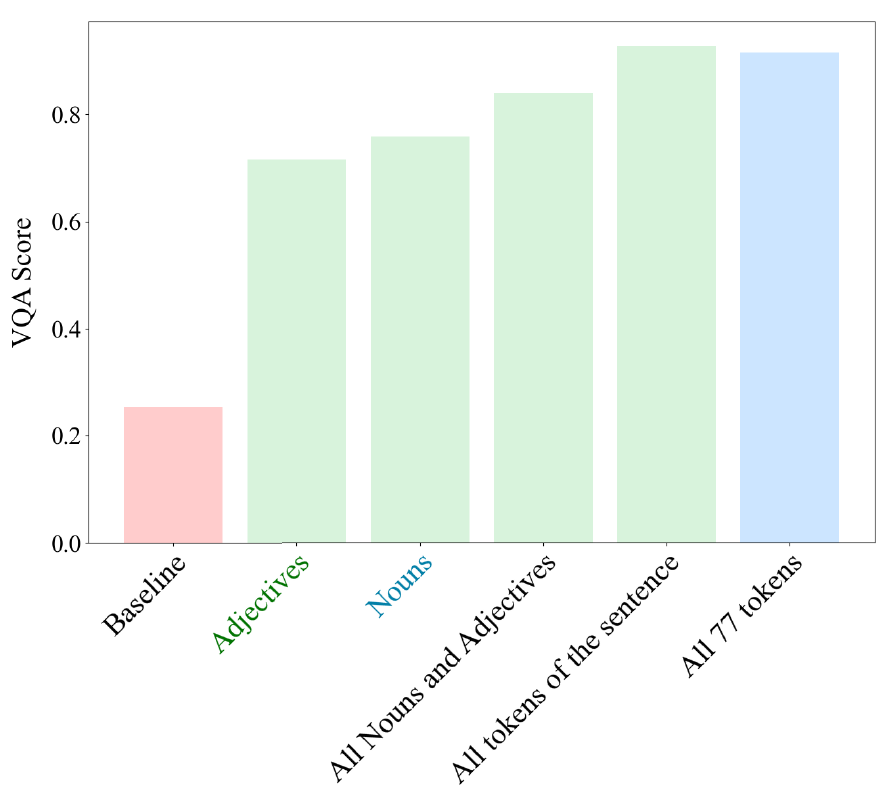 VQA Score
0.8
0.6
0.4
0.2
0.0
Baseline
Adjectives
Nouns
All Nouns and Adjectives
All tokens of the sentence
All 77 tokens